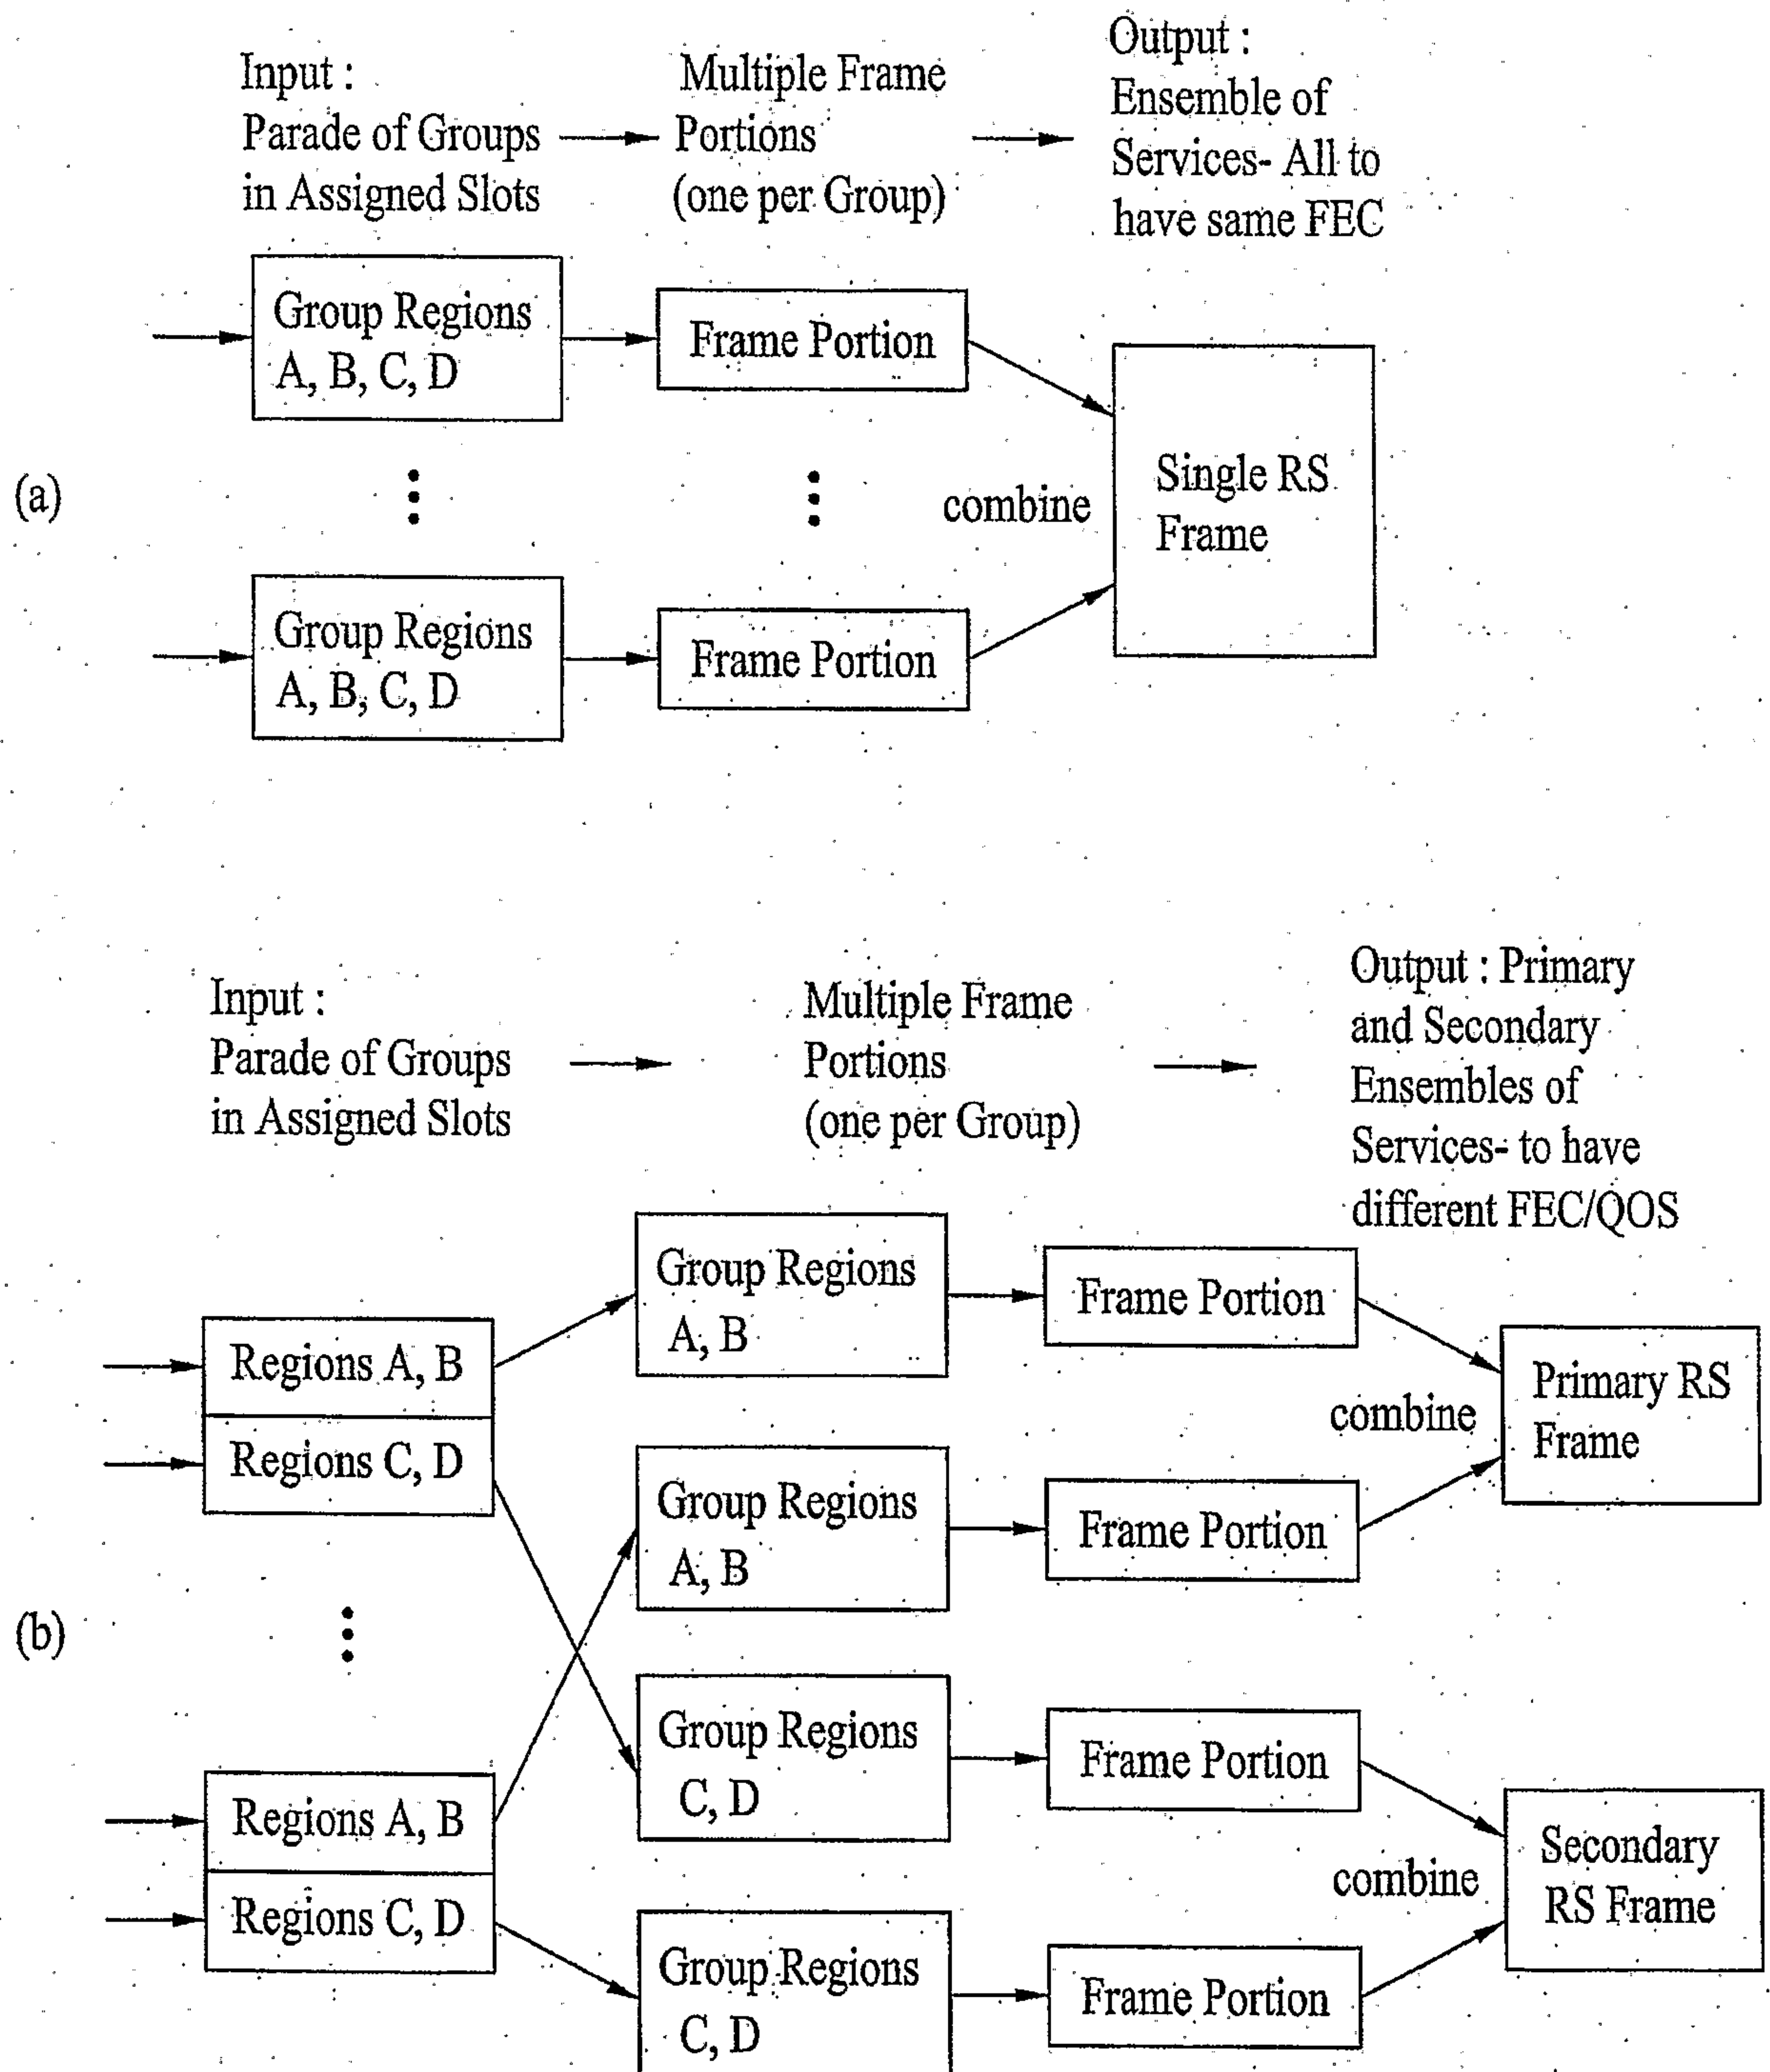 Input :
Parade of Groups
in Assigned Slots
Multiple Frame
Portions
(one per Group)
Output :
Ensemble of
Services- All to
have same FEC
(a)
Group Regions
A, B, C, D
Frame Portion
Group Regions
A, B, C, D
Frame Portion
combine
Single RS
Frame
Input :
Parade of Groups
in Assigned Slots
Multiple Frame
Portions
(one per Group)
Output : Primary
and Secondary
Ensembles of
Services- to have
different FEC/QOS
(b)
Regions A, B
Regions C, D
Regions A, B
Regions C, D
Group Regions
A, B
Frame Portion
Group Regions
A, B
Frame Portion
combine
Primary RS
Frame
Group Regions
C, D
Frame Portion
Group Regions
C, D
Frame Portion
combine
Secondary
RS Frame